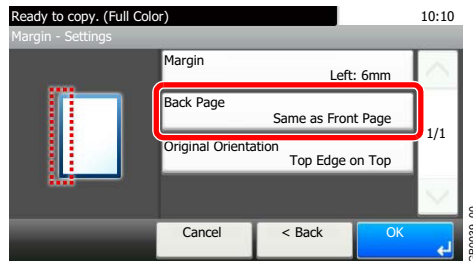 Ready to copy. (Full Color)
10:10
Margin - Settings
Margin
Left: 6mm
Back Page
Same as Front Page
1/1
Original Orientation
Top Edge on Top
Cancel
< Back
OK